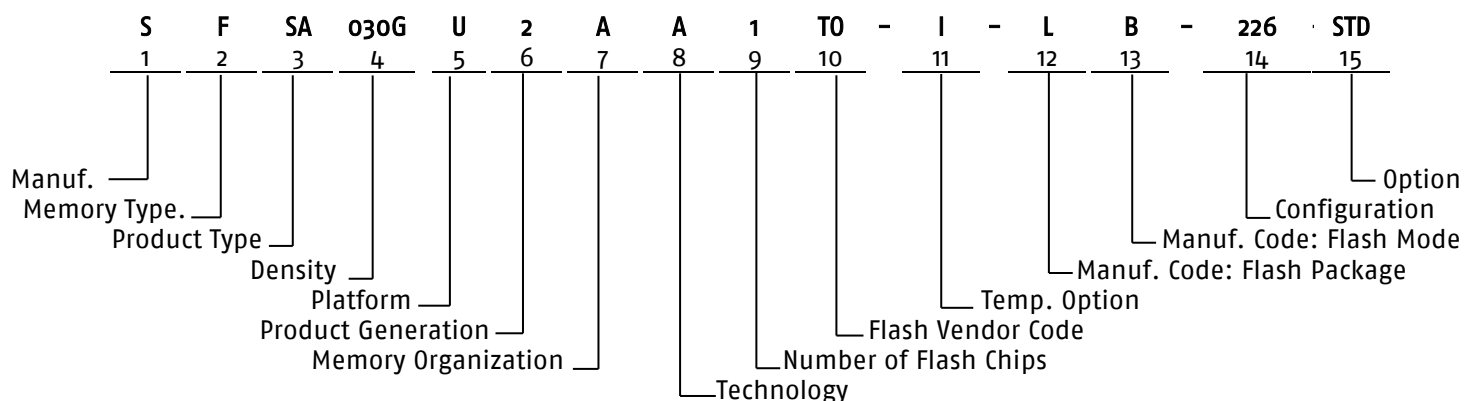 S F SA 030G U 2 A A 1 TO - I - L B - 226 - STD
1 2 3 4 5 6 7 8 9 10 11 12 13 14 15
Manuf. Option
Memory Type. Configuration
Product Type Manuf. Code: Flash Mode
Density Manuf. Code: Flash Package
Platform Temp. Option
Product Generation Flash Vendor Code
Memory Organization Number of Flash Chips
Technology